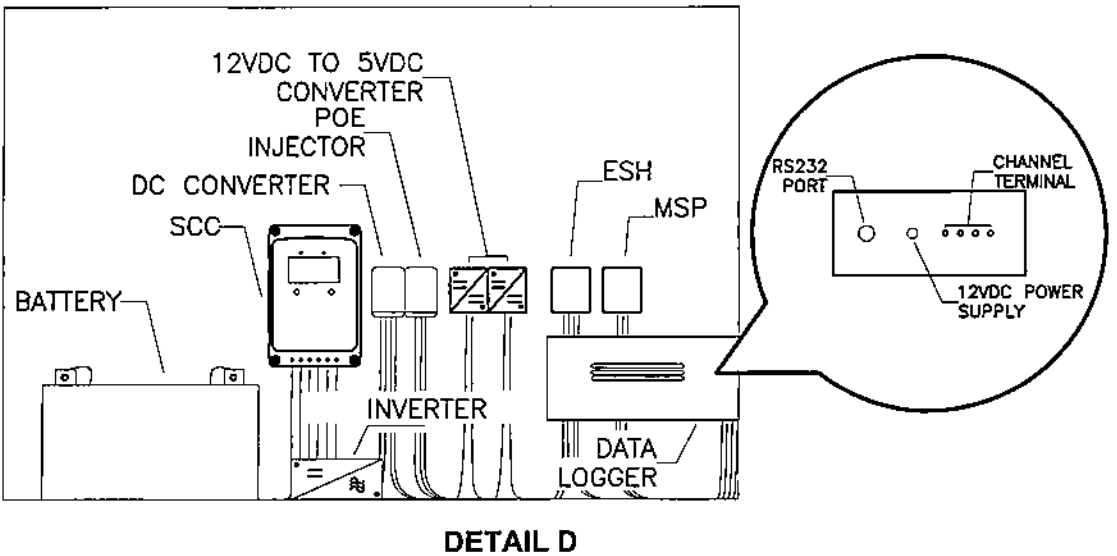 12VDC TO 5VDC
CONVERTER
POE
INJECTOR
DC CONVERTER
SCC
BATTERY
ESH
MSP
INVERTER
DATA
LOGGER
RS232
PORT
CHANNEL
TERMINAL
12VDC POWER
SUPPLY
DETAIL D